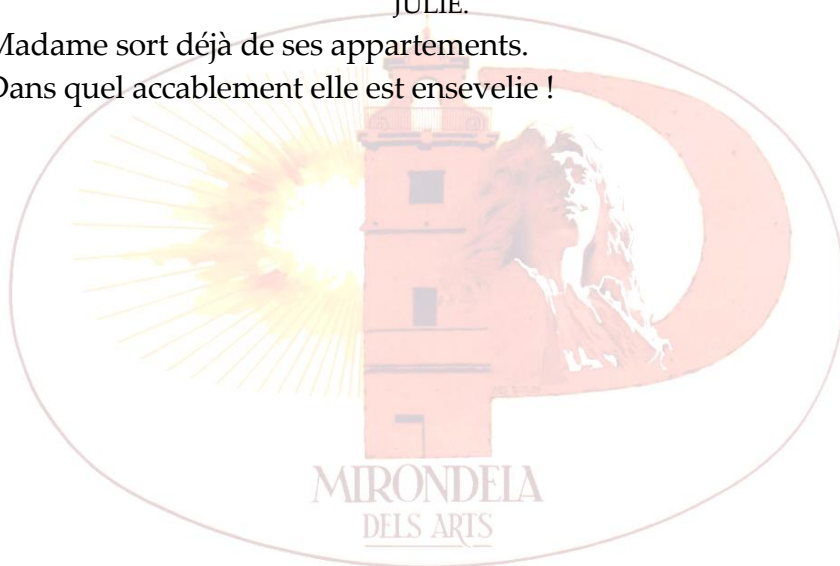 JULIE.
Madame sort déjà de ses appartements.
Dans quel accablement elle est ensevelie !
MIRONDELA
DELS ARTS